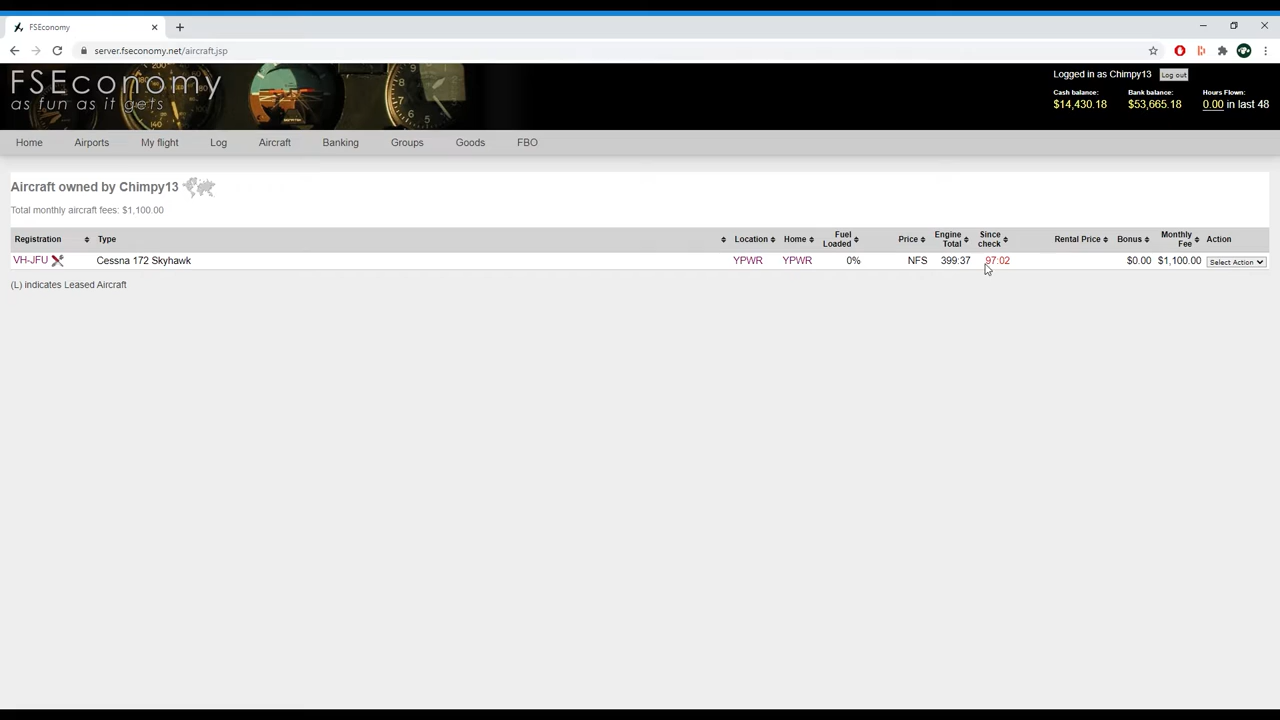 FSEconomy
server.fseconomy.net/aircraft.jsp
FSEconomy
as fun as it gets
Logged in as Chimpy13 Log out
Cash balance: Bank balance: Hours Flown:
$14,430.18 $53,665.18 0.00 in last 48
Home Airports My flight Log Aircraft Banking Groups Goods FBO
Aircraft owned by Chimpy13
Total monthly aircraft fees: $1,100.00
Registration Type Location Home Fuel Loaded Price Engine Total Since check Rental Price Bonus Monthly Fee Action
VH-JFU Cessna 172 Skyhawk YPWR YPWR 0% NFS 399:37 97:02 $0.00 $1,100.00 Select Action
(L) indicates Leased Aircraft